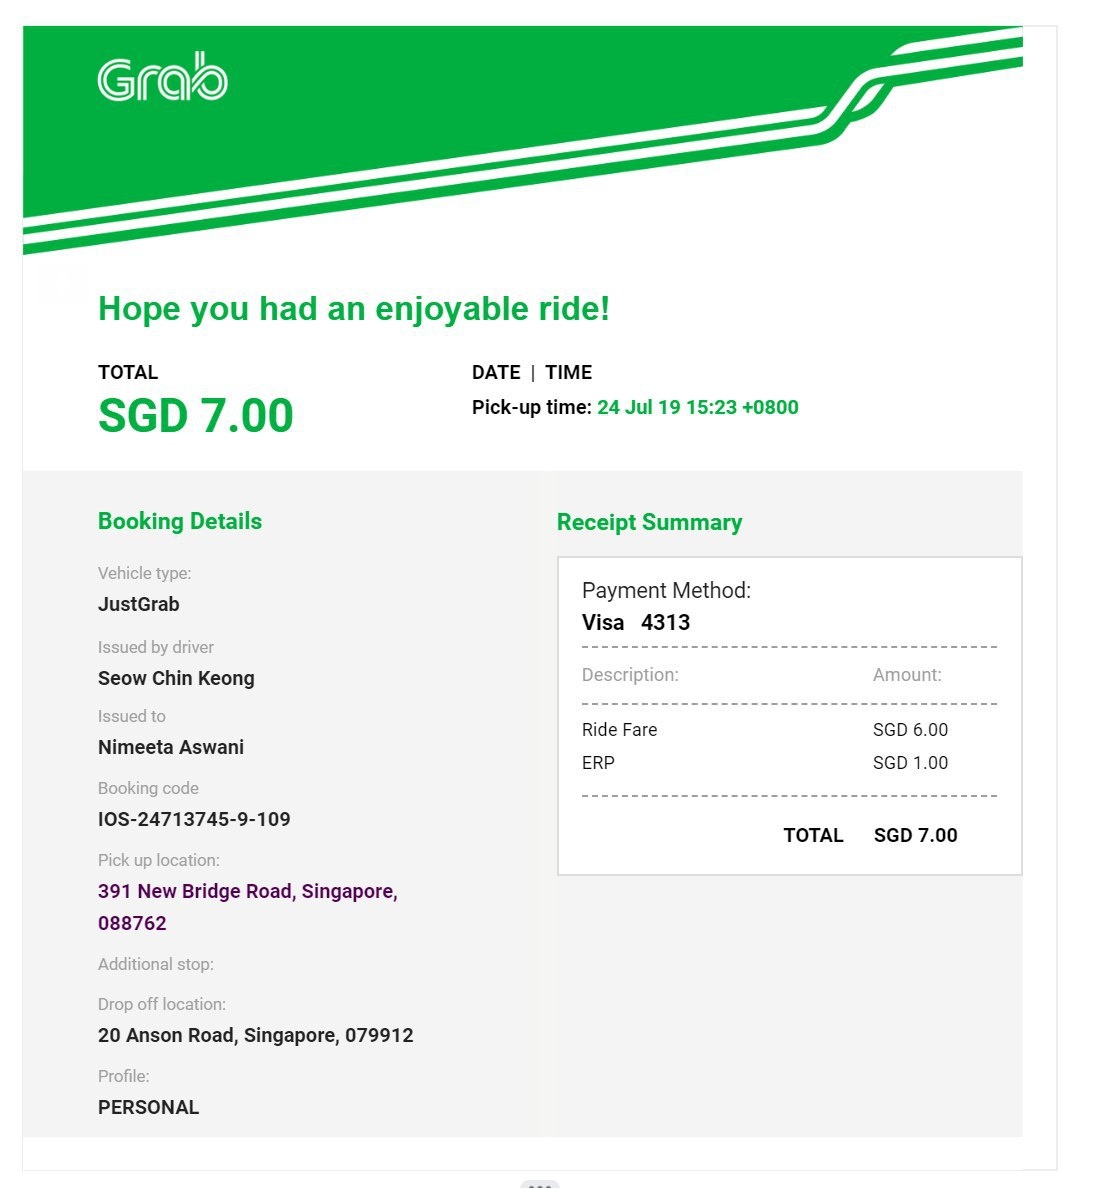 Grab
Hope you had an enjoyable ride!
TOTAL
SGD 7.00
DATE | TIME
Pick-up time: 24 Jul 19 15:23 +0800
Booking Details
Vehicle type:
JustGrab
Issued by driver
Seow Chin Keong
Issued to
Nimeeta Aswani
Booking code
IOS-24713745-9-109
Pick up location:
391 New Bridge Road, Singapore,
088762
Additional stop:
Drop off location:
20 Anson Road, Singapore, 079912
Profile:
PERSONAL
Receipt Summary
Payment Method:
Visa 4313
Description: Amount:
Ride Fare SGD 6.00
ERP SGD 1.00
TOTAL SGD 7.00